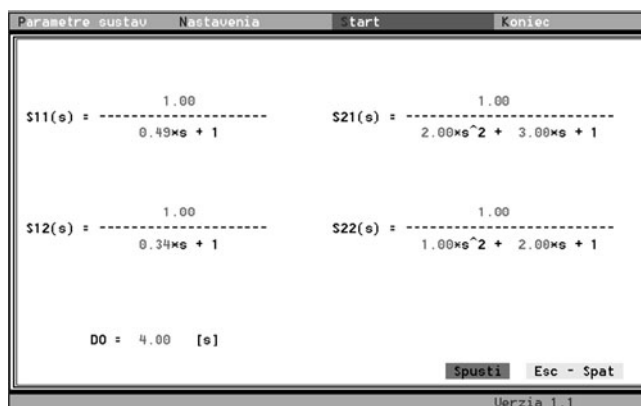 Parametre sustav Nastavenia Start Koniec
1.00 1.00
S11(s) = -------------------- S21(s) = --------------------
0.49*s + 1 2.00*s^2 + 3.00*s + 1
1.00 1.00
S12(s) = -------------------- S22(s) = --------------------
0.34*s + 1 1.00*s^2 + 2.00*s + 1
DO = 4.00 [s]
Spusti Esc - Spat
Verzia 1.1